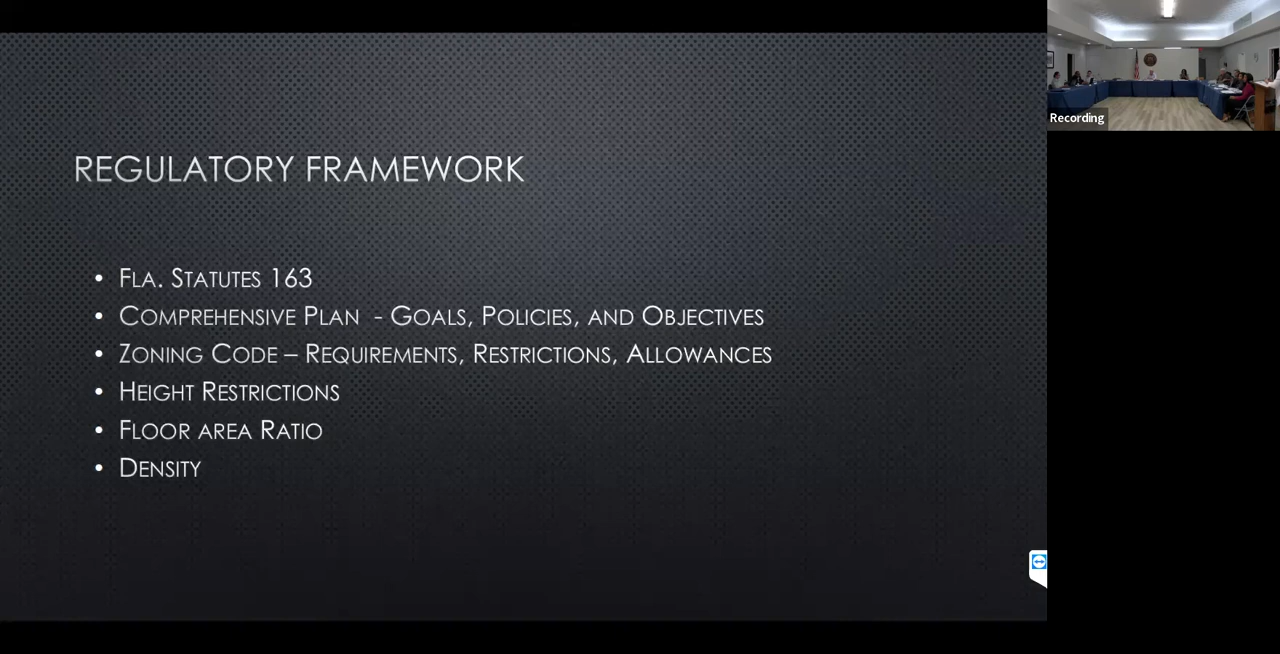 REGULATORY FRAMEWORK
• FLA. STATUTES 163
• COMPREHENSIVE PLAN - GOALS, POLICIES, AND OBJECTIVES
• ZONING CODE – REQUIREMENTS, RESTRICTIONS, ALLOWANCES
• HEIGHT RESTRICTIONS
• FLOOR AREA RATIO
• DENSITY
Recording